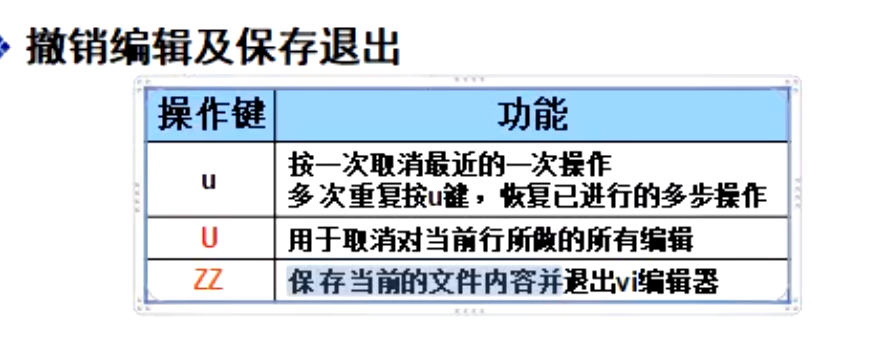 撤销编辑及保存退出
操作键 功能
u 按一次取消最近的一次操作
多次重复按u键，恢复已进行的多步操作
U 用于取消对当前行所做的所有编辑
ZZ 保存当前的文件内容并退出vi编辑器